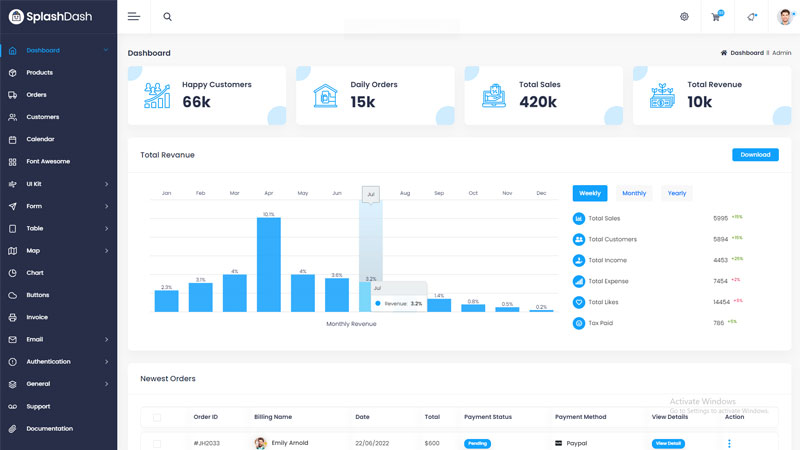 SplashDash
Dashboard
Products
Orders
Customers
Calendar
Font Awesome
UI Kit
Form
Table
Map
Chart
Buttons
Invoice
Email
Authentication
General
Support
Documentation
Dashboard
Dashboard // Admin
Happy Customers
66k
Daily Orders
15k
Total Sales
420k
Total Revenue
10k
Total Revanue
Download
Jan Feb Mar Apr May Jun Jul Aug Sep Oct Nov Dec
2.3% 3.1% 4% 10.1% 4% 3.6% 3.2% 1.4% 0.8% 0.5% 0.2%
Jul
Revenue: 3.2%
Monthly Revenue
Weekly Monthly Yearly
Total Sales 5995
Total Customers 5894
Total Income 4453
Total Expense 7454
Total Likes 14454
Tax Paid 786
Newest Orders
Activate Windows
Go to Settings to activate Windows.
Order ID Billing Name Date Total Payment Status Payment Method View Details Action
#JH2033 Emily Arnold 22/06/2022 $600 Pending Paypal View Detail